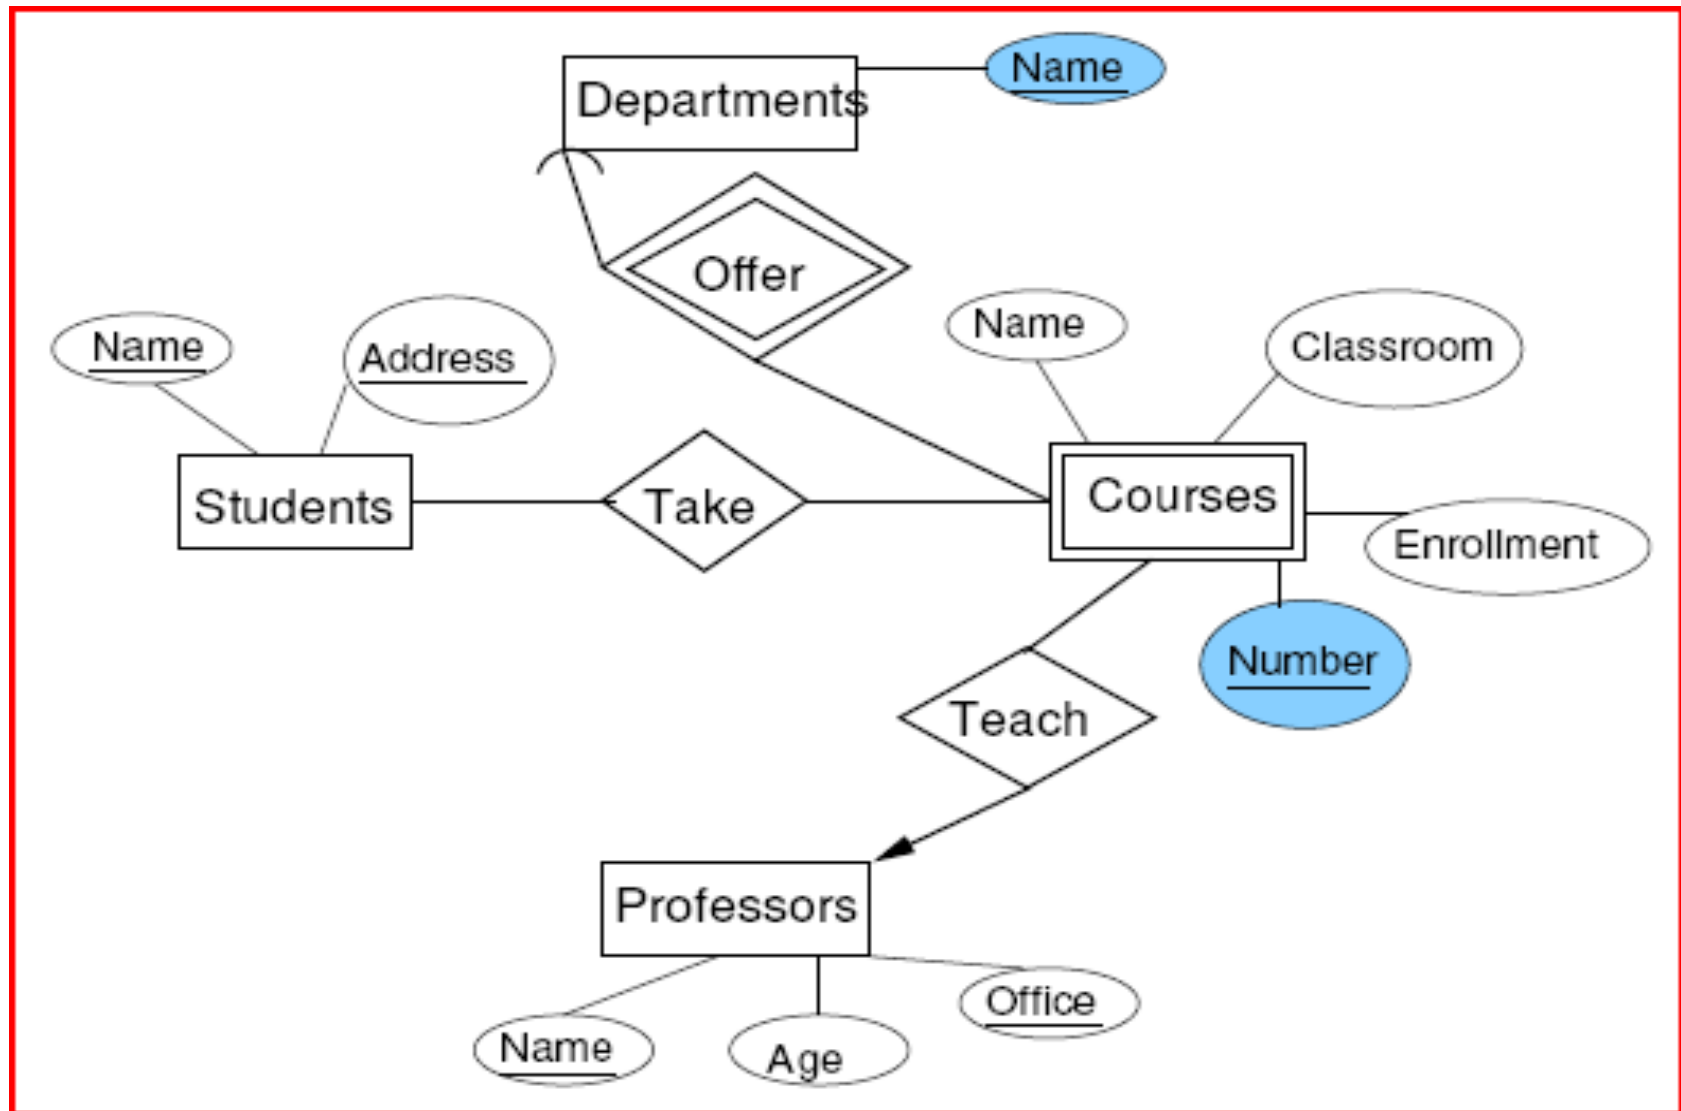 Name
Departments
Offer
Name
Classroom
Name
Address
Students
Take
Courses
Enrollment
Number
Teach
Professors
Name
Age
Office